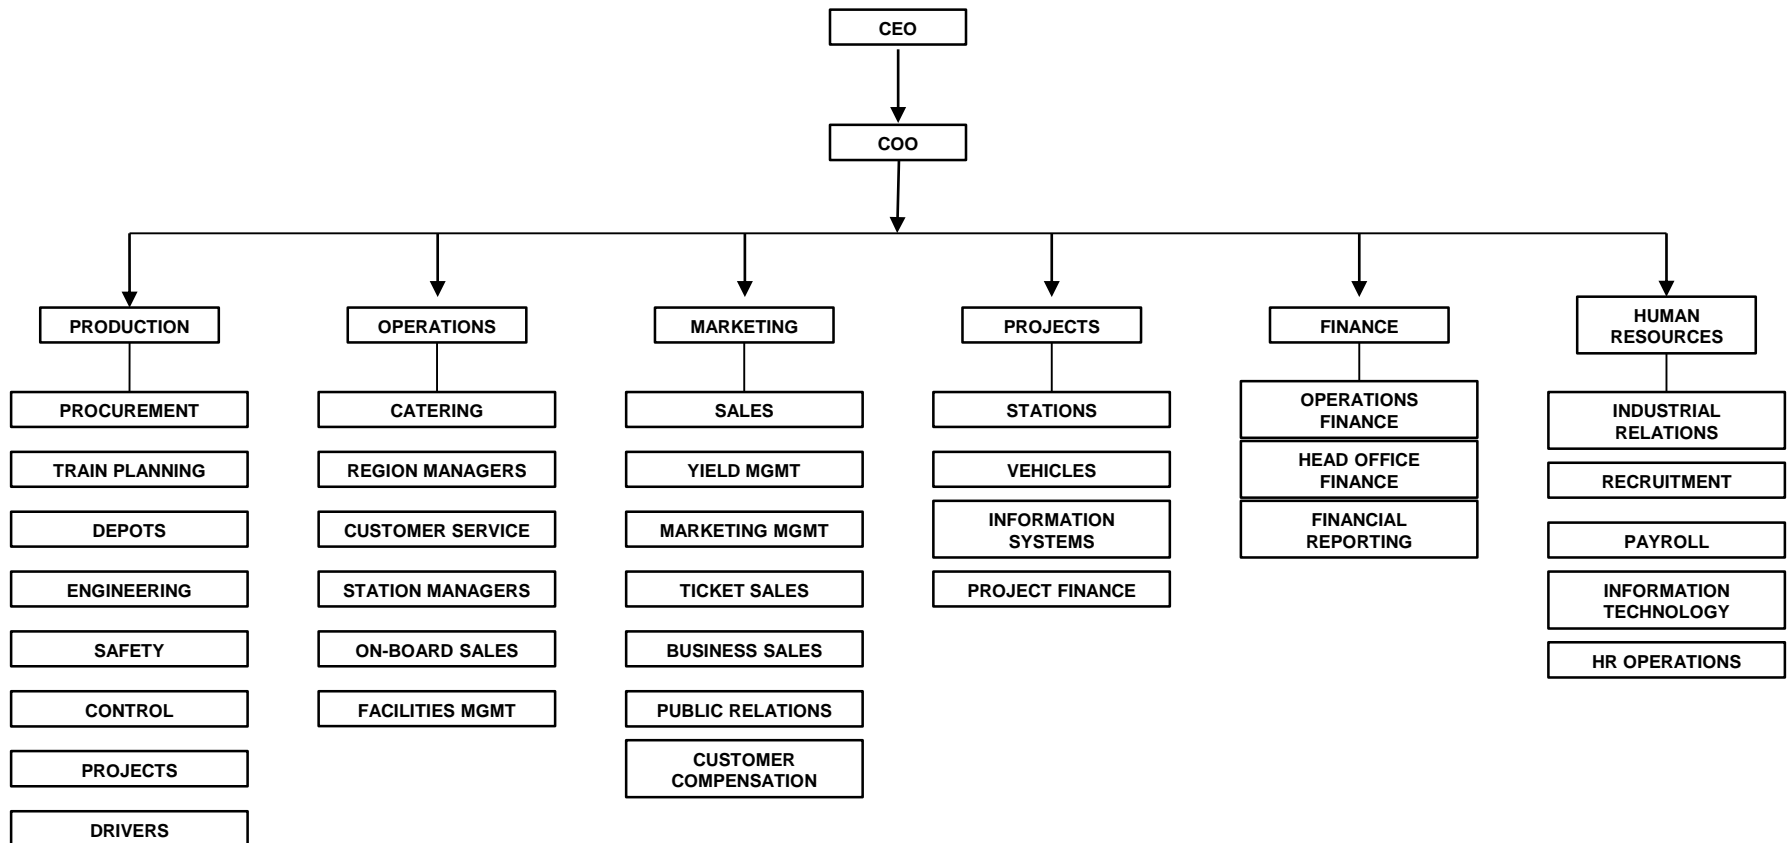 CEO
COO
PRODUCTION
OPERATIONS
MARKETING
PROJECTS
FINANCE
HUMAN
RESOURCES
PROCUREMENT
TRAIN PLANNING
DEPOTS
ENGINEERING
SAFETY
CONTROL
PROJECTS
DRIVERS
CATERING
REGION MANAGERS
CUSTOMER SERVICE
STATION MANAGERS
ON-BOARD SALES
FACILITIES MGMT
SALES
YIELD MGMT
MARKETING MGMT
TICKET SALES
BUSINESS SALES
PUBLIC RELATIONS
CUSTOMER
COMPENSATION
STATIONS
VEHICLES
INFORMATION
SYSTEMS
PROJECT FINANCE
OPERATIONS
FINANCE
HEAD OFFICE
FINANCE
FINANCIAL
REPORTING
INDUSTRIAL
RELATIONS
RECRUITMENT
PAYROLL
INFORMATION
TECHNOLOGY
HR OPERATIONS